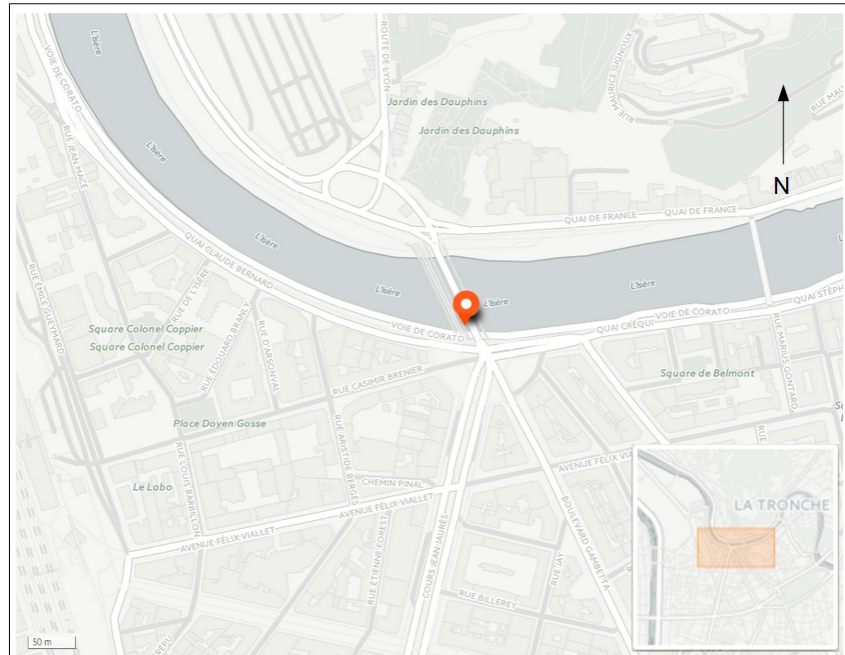 L'Isère
VOIE DE CORATO
RUE JEAN MACÉ
L'Isère
ROUTE DE LYON
Jardin des Dauphins
Jardin des Dauphins
RUE MAURICE GIGNOUX
N
QUAI DE FRANCE
QUAI DE FRANCE
L'Isère
QUAI CLAUDE BERNARD
L'Isère
L'Isère
L'Isère
L'Isère
RUE ÉMILE GUEYMARD
RUE DE L'ISÈRE
Square Colonel Coppier
Square Colonel Coppier
RUE ÉDOUARD BRANLY
RUE D'ARSONVAL
VOIE DE CORATO
VOIE DE CORATO
QUAI CRÉQUI
RUE MARIUS GONTARD
RUE CASIMIR BRENIER
Square de Belmont
Place Doyen Gosse
RUE ARISTIDE BERGÈS
Le Labo
RUE LOUIS BARBILLON
CHEMIN PINAL
AVENUE FÉLIX VIALLET
AVENUE FÉLIX VIALLET
COURS JEAN JAURÈS
BOULEVARD GAMBETTA
RUE ÉTIENNE FOREST
RUE JAY
RUE BILLEREY
LA TRONCHE
50 m